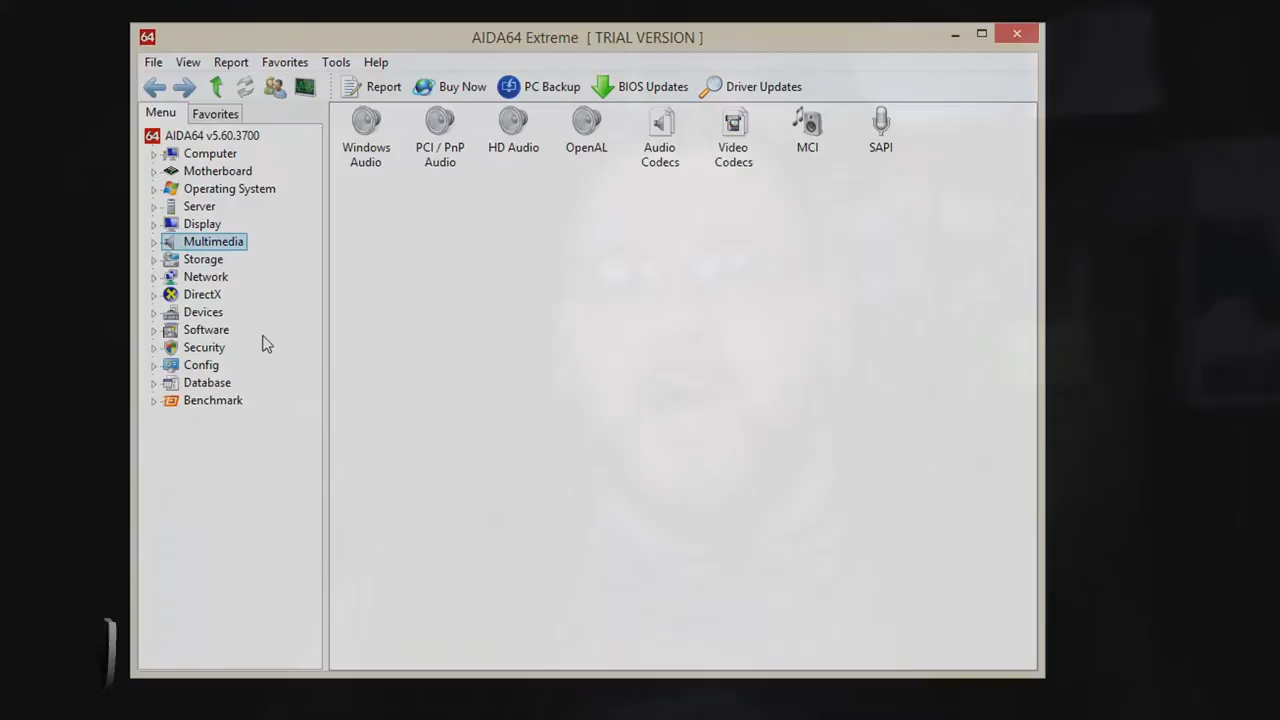 64 AIDA64 Extreme [ TRIAL VERSION ]
File View Report Favorites Tools Help
Report Buy Now PC Backup BIOS Updates Driver Updates
Menu Favorites
64 AIDA64 v5.60.3700
Computer
Motherboard
Operating System
Server
Display
Multimedia
Storage
Network
DirectX
Devices
Software
Security
Config
Database
Benchmark
Windows Audio
PCI / PnP Audio
HD Audio
OpenAL
Audio Codecs
Video Codecs
MCI
SAPI